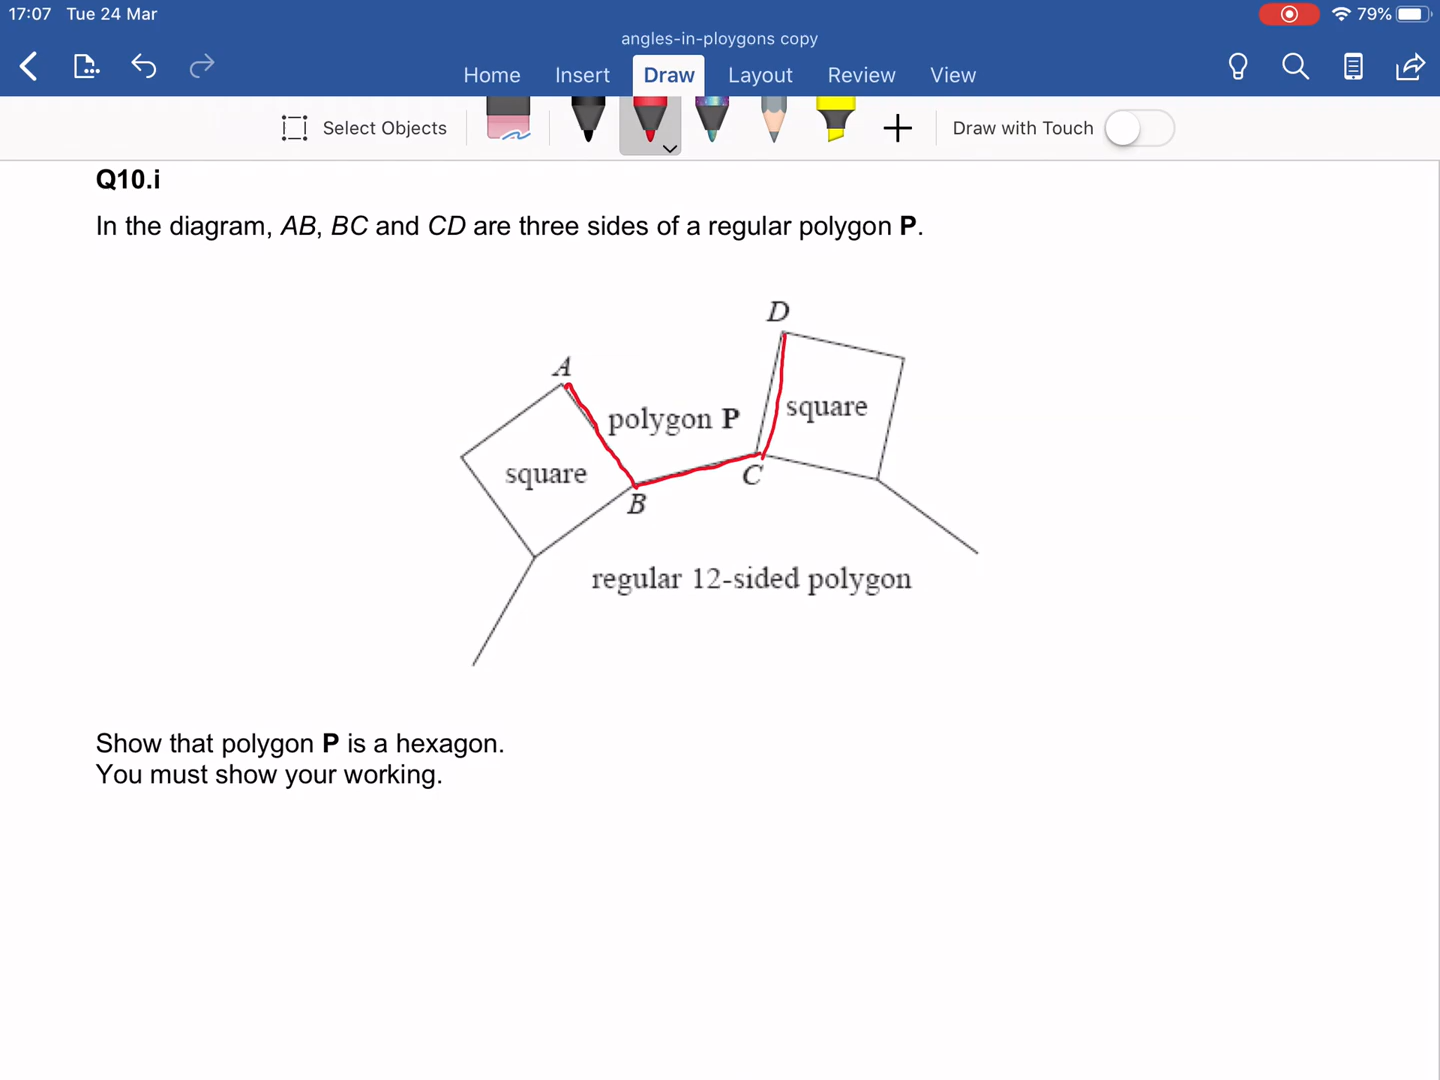 17:07 Tue 24 Mar
79%
angles-in-ploygons copy
Home Insert Draw Layout Review View
Select Objects
Draw with Touch
Q10.i
In the diagram, AB, BC and CD are three sides of a regular polygon P.
D
A
polygon P
square
square
C
B
regular 12-sided polygon
Show that polygon P is a hexagon.
You must show your working.